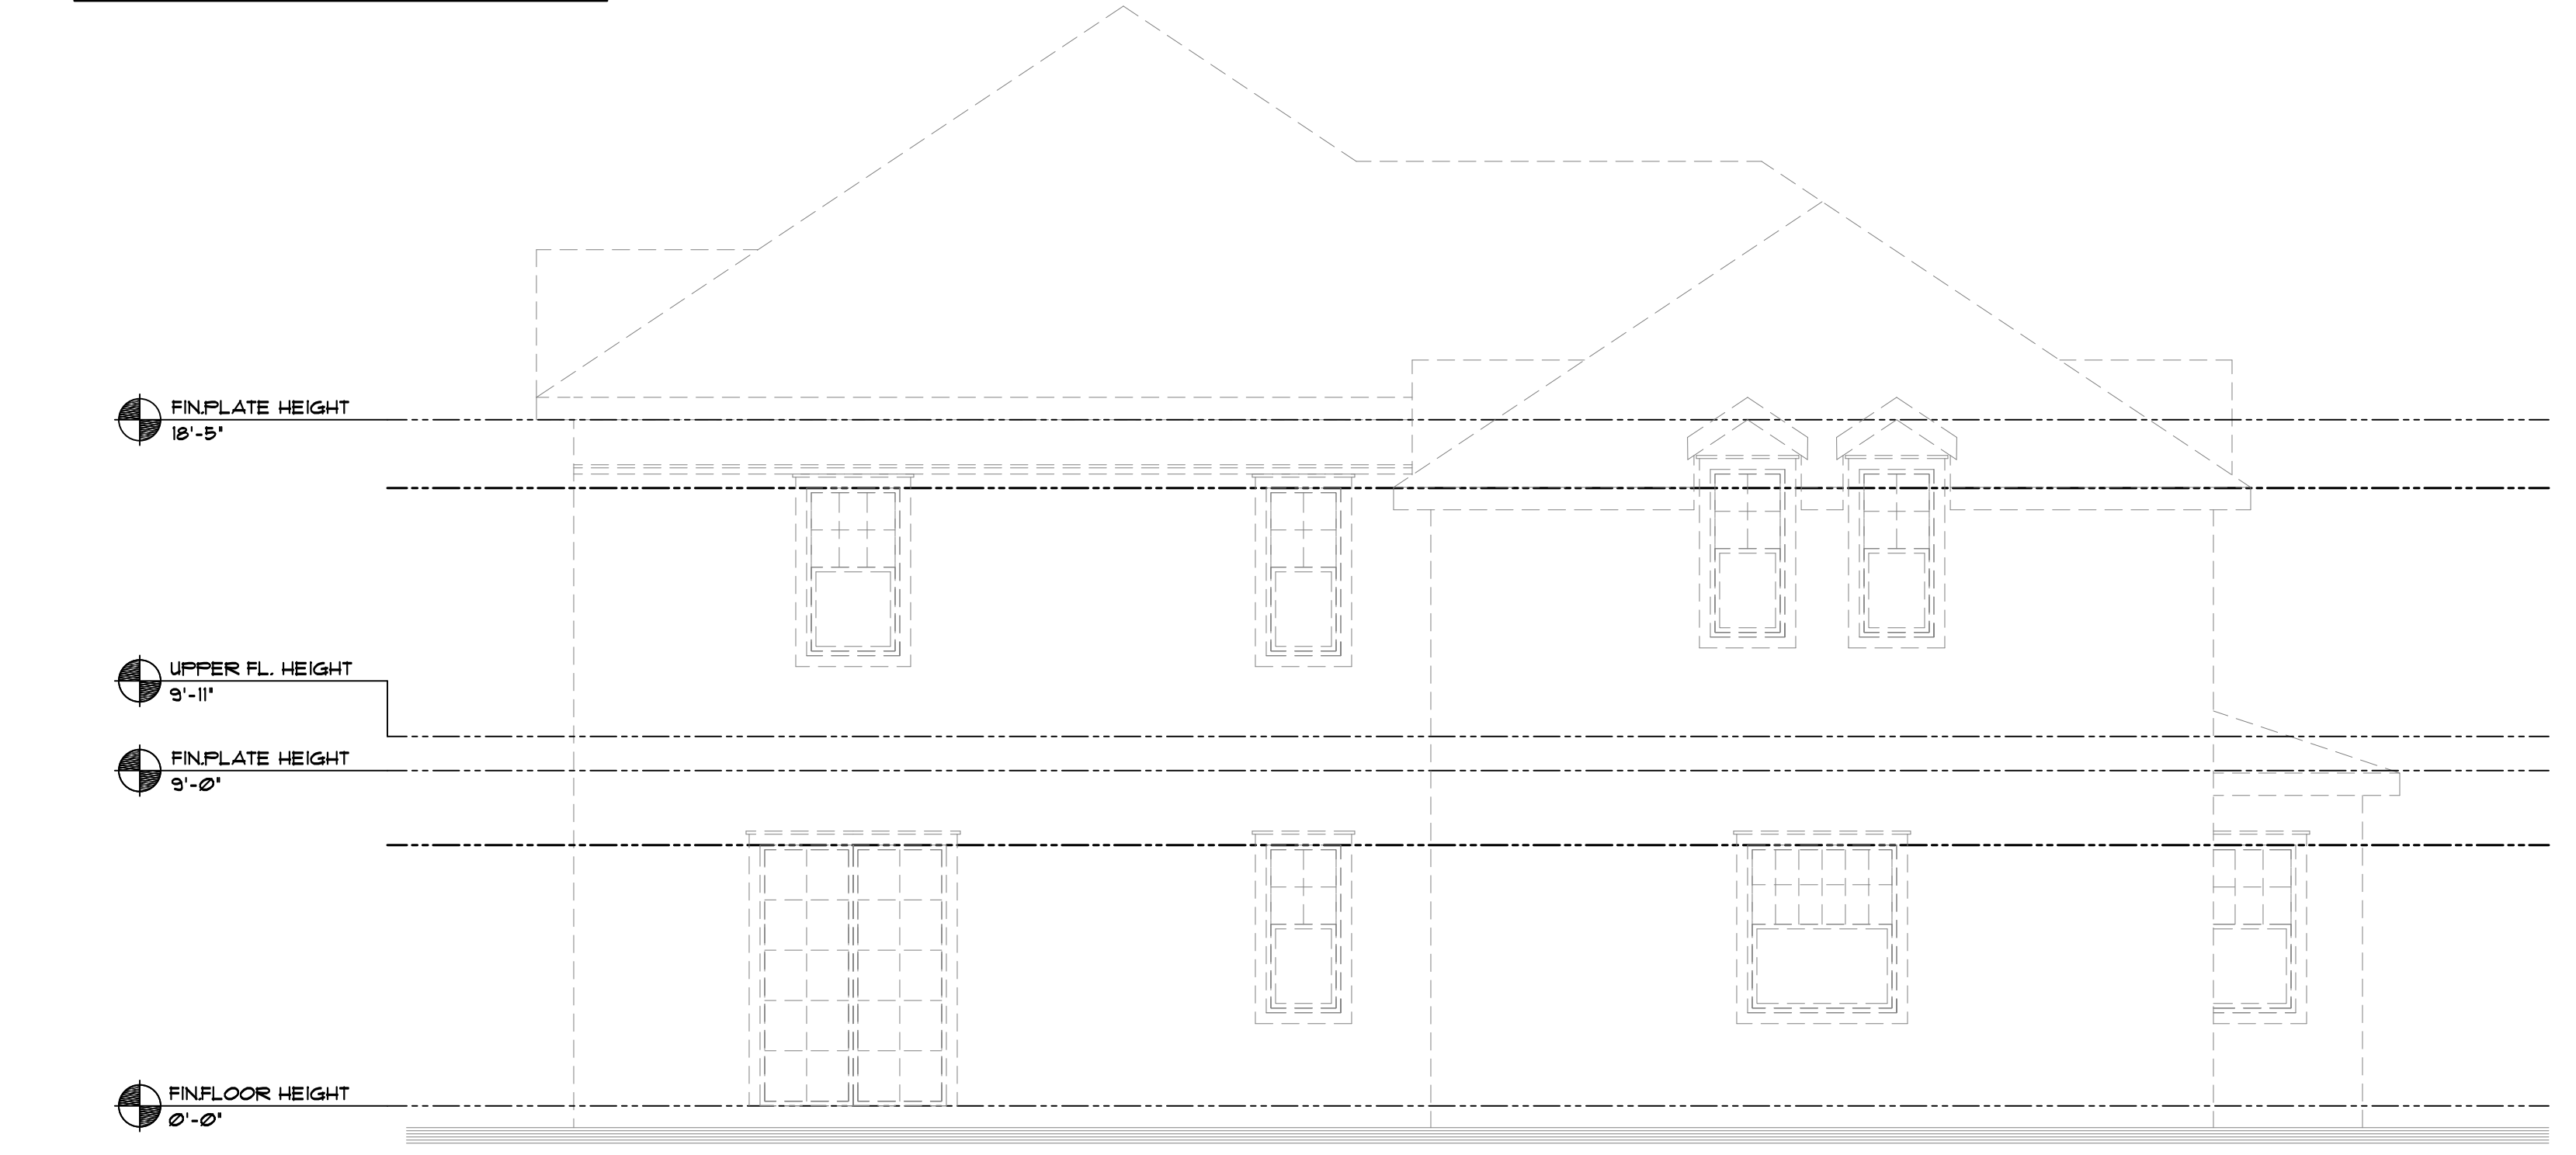 FIN.PLATE HEIGHT
18'-5"
UPPER FL. HEIGHT
9'-11"
FIN.PLATE HEIGHT
9'-0"
FIN.FLOOR HEIGHT
0'-0"